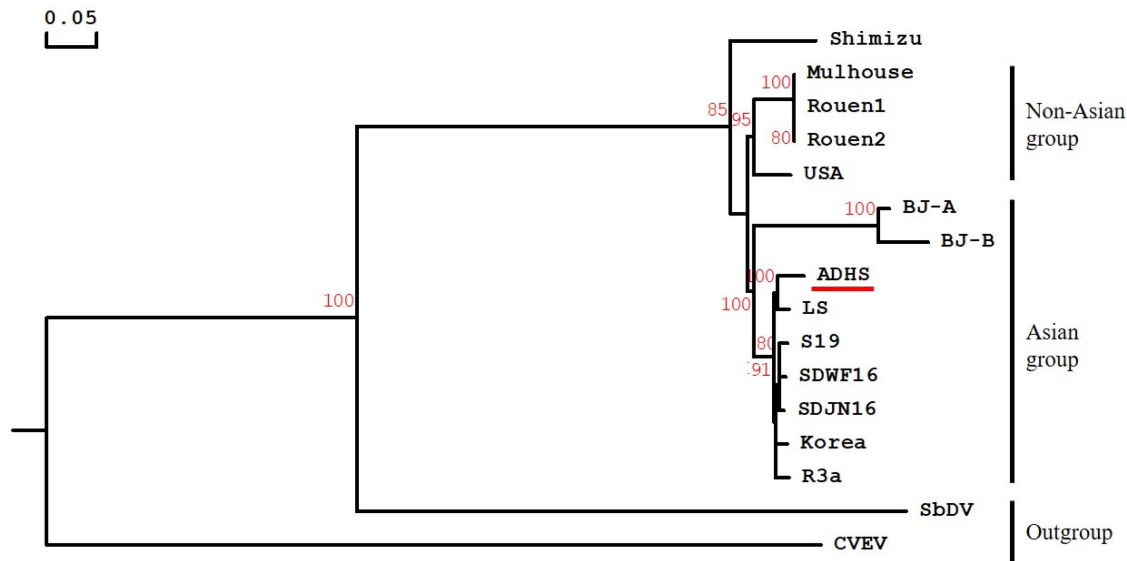 0.05
Shimizu
Mulhouse
100
Rouen1
85
95
Non-Asian
group
Rouen2
80
USA
BJ-A
100
BJ-B
ADHS
100
100
LS
100
S19
80
Asian
group
91
SDWF16
SDJN16
Korea
R3a
SbDV
Outgroup
CVEV